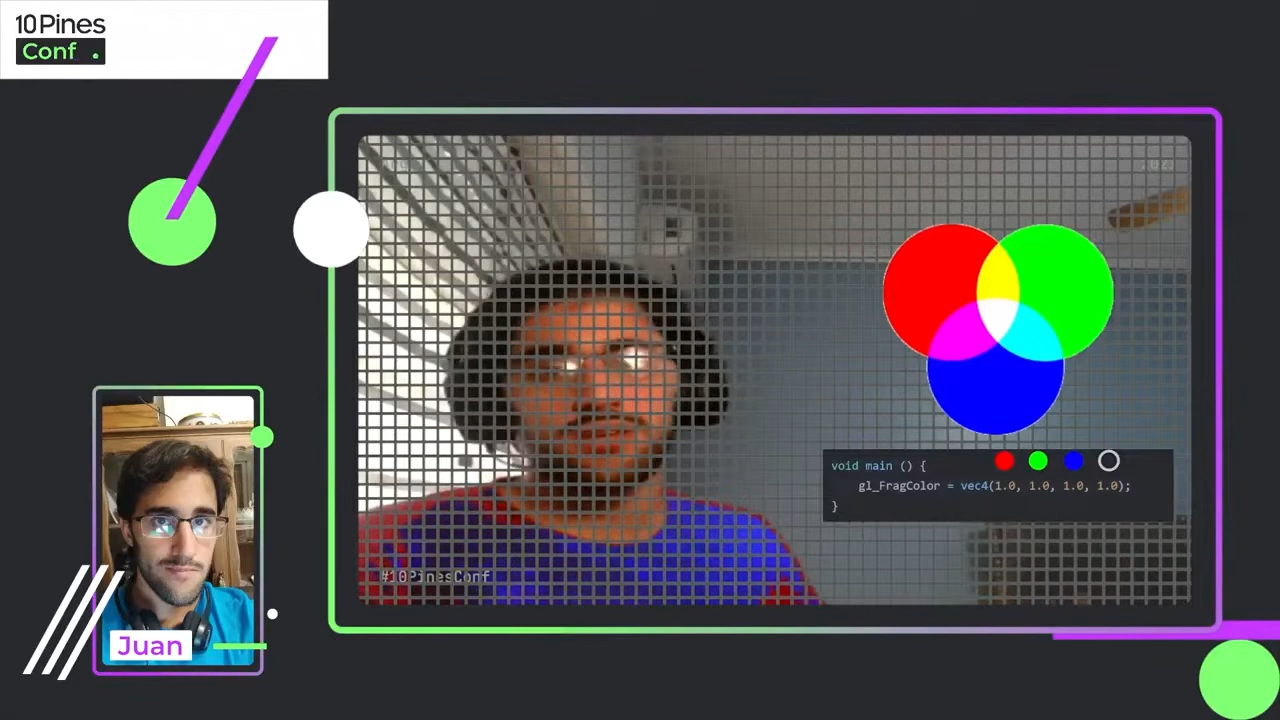 10Pines
Conf .
void main () {
gl_FragColor = vec4(1.0, 1.0, 1.0, 1.0);
}
#10PinesConf
Juan